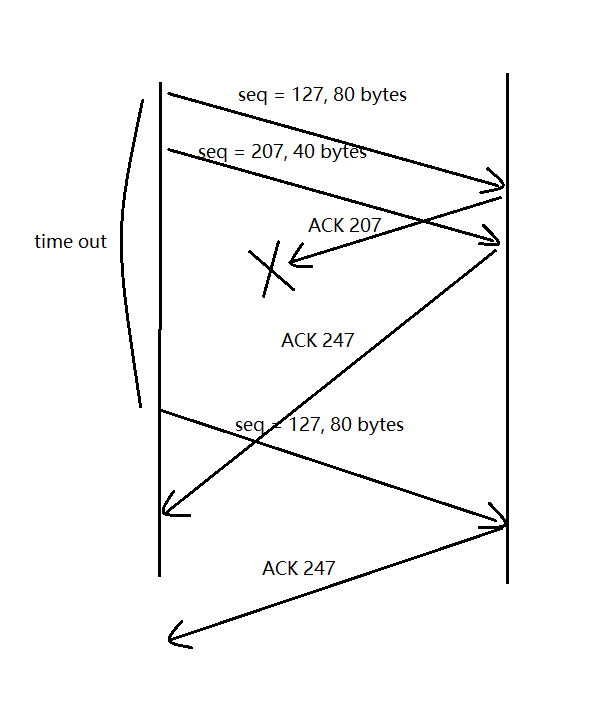 seq = 127, 80 bytes
seq = 207, 40 bytes
ACK 207
time out
ACK 247
seq = 127, 80 bytes
ACK 247